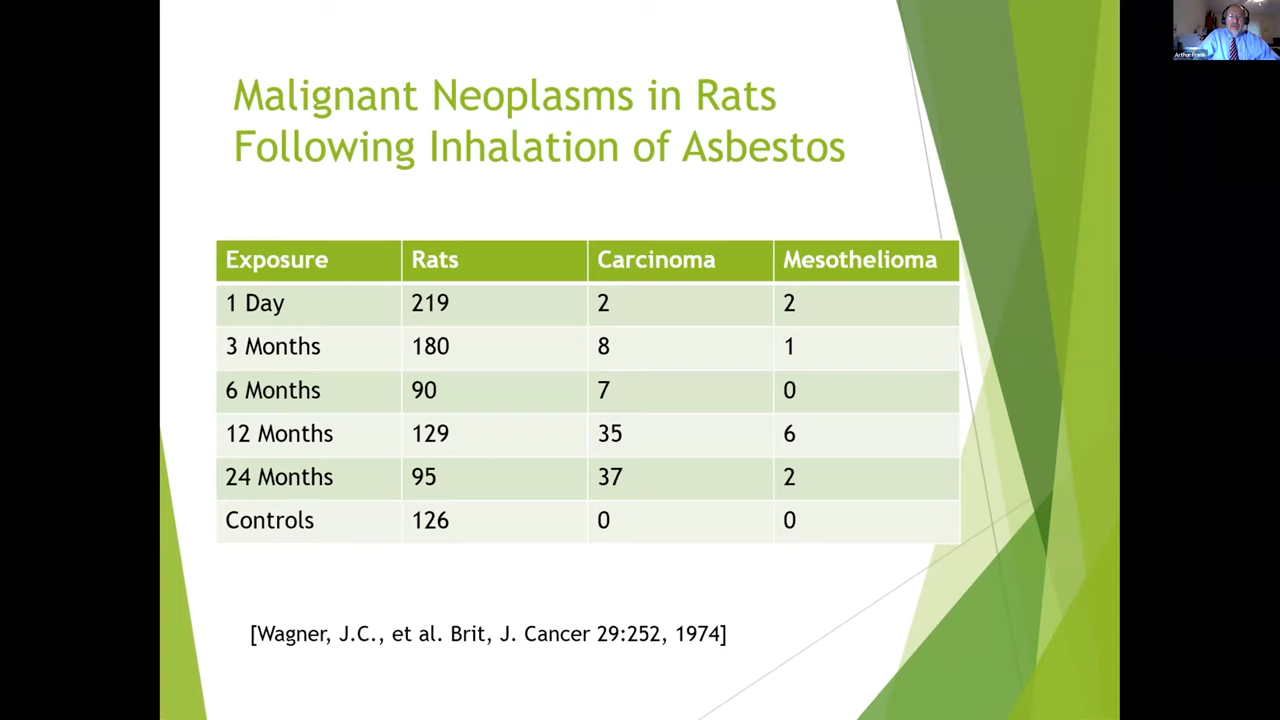 Malignant Neoplasms in Rats
Following Inhalation of Asbestos
Exposure Rats Carcinoma Mesothelioma
1 Day 219 2 2
3 Months 180 8 1
6 Months 90 7 0
12 Months 129 35 6
24 Months 95 37 2
Controls 126 0 0
[Wagner, J.C., et al. Brit, J. Cancer 29:252, 1974]
Arthur Frank